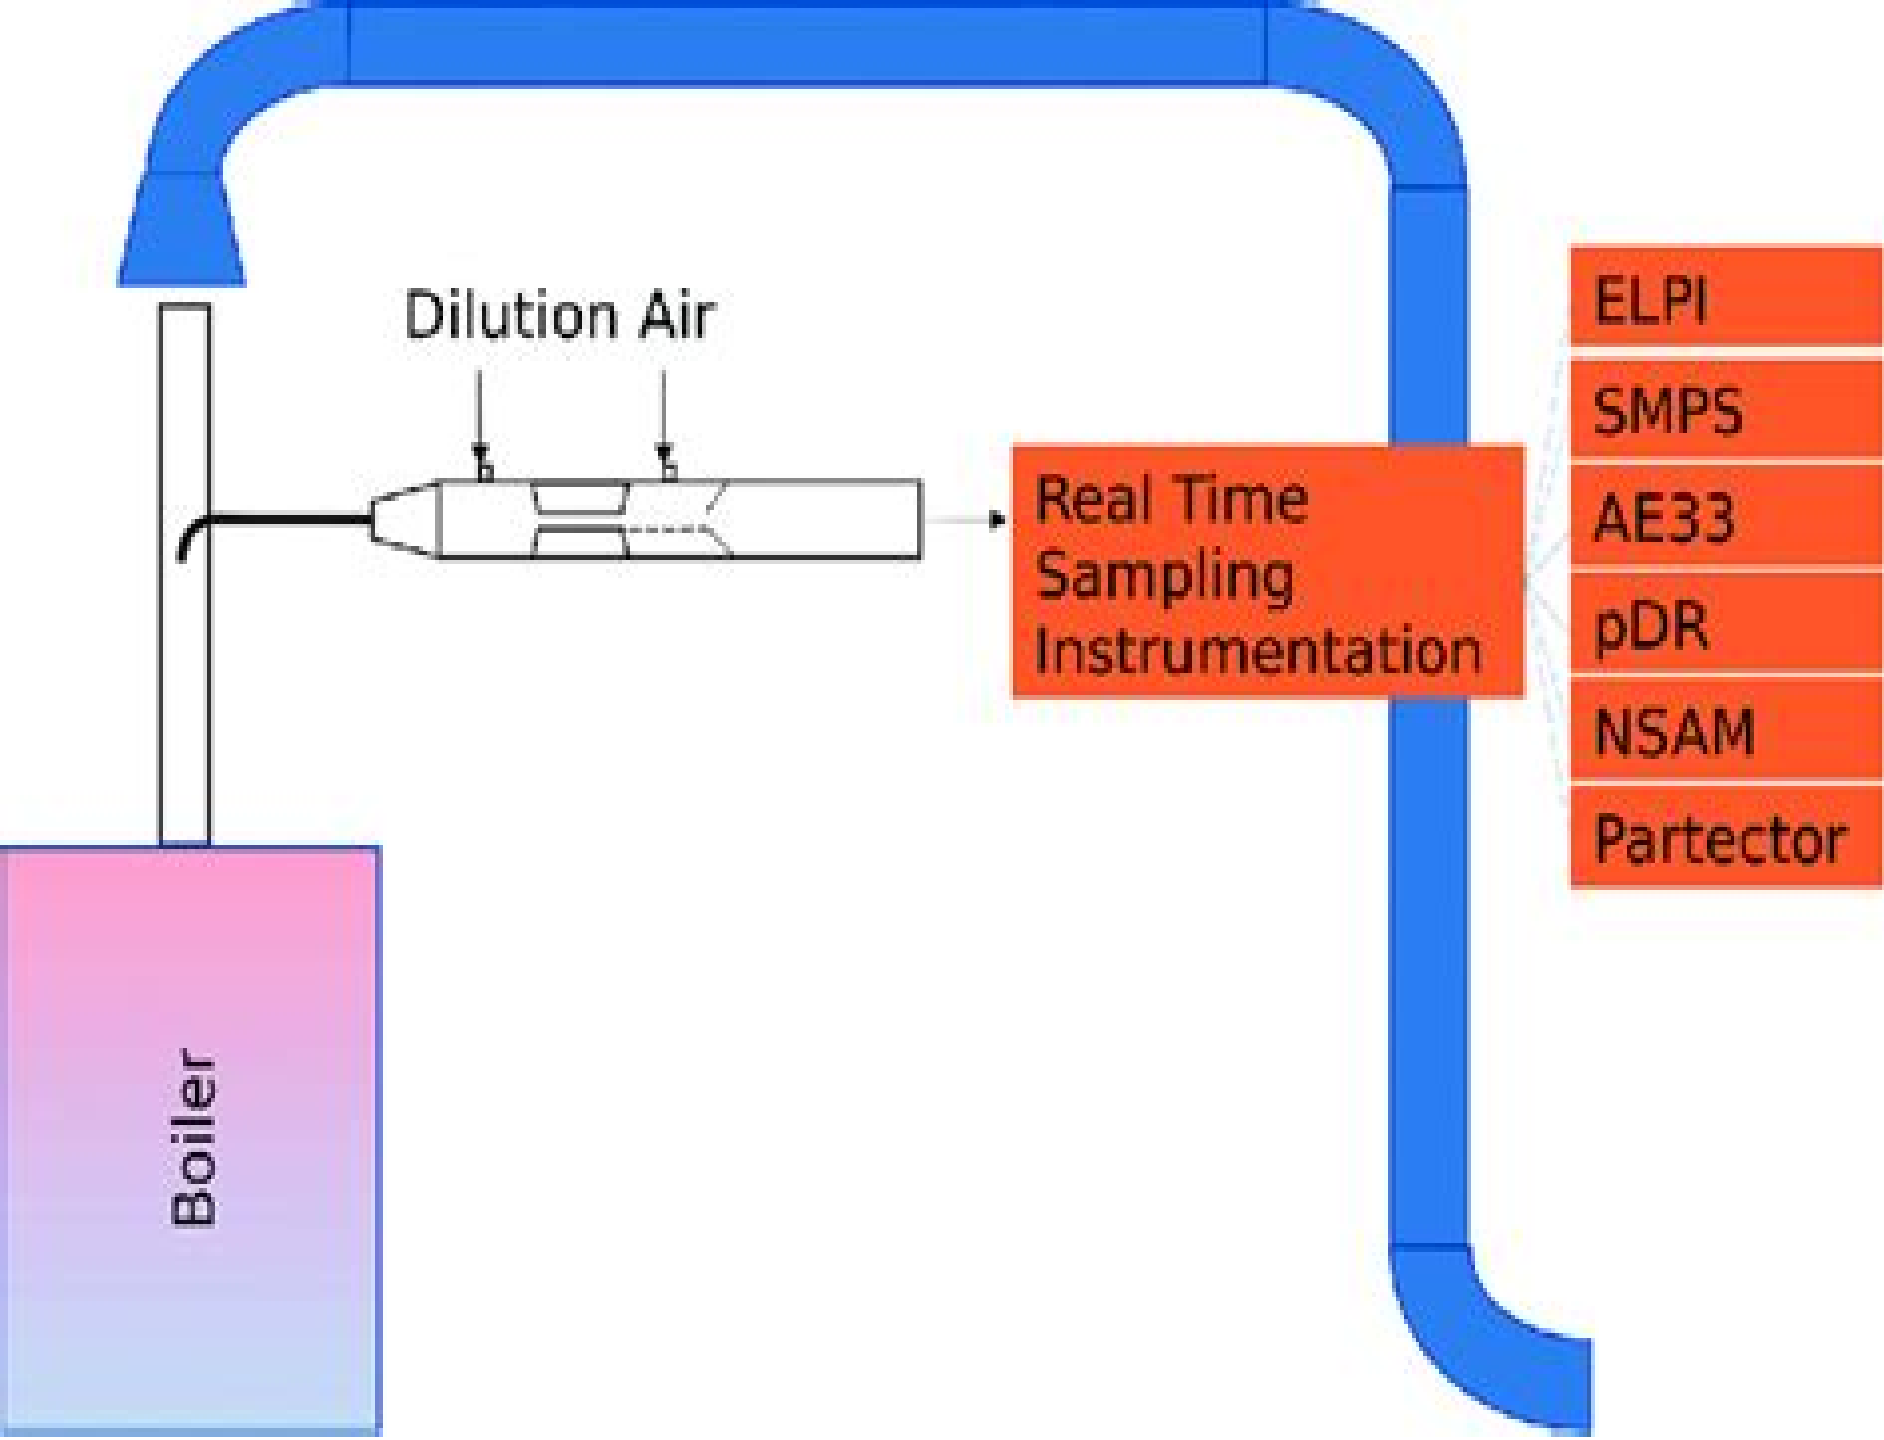 Dilution Air
Real Time
Sampling
Instrumentation
ELPI
SMPS
AE33
pDR
NSAM
Partector
Boiler